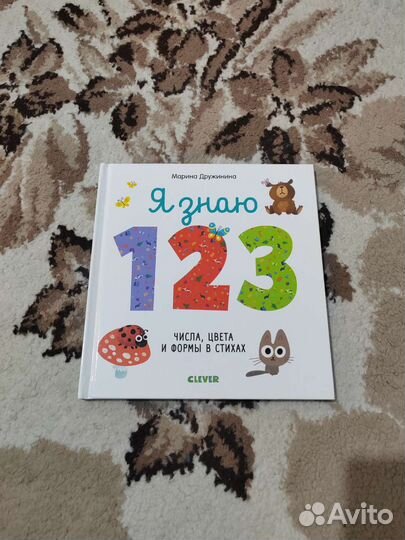 Марина Дружинина
Я знаю
123
ЧИСЛА, ЦВЕТА
И ФОРМЫ В СТИХАХ
CLEVER
Avito